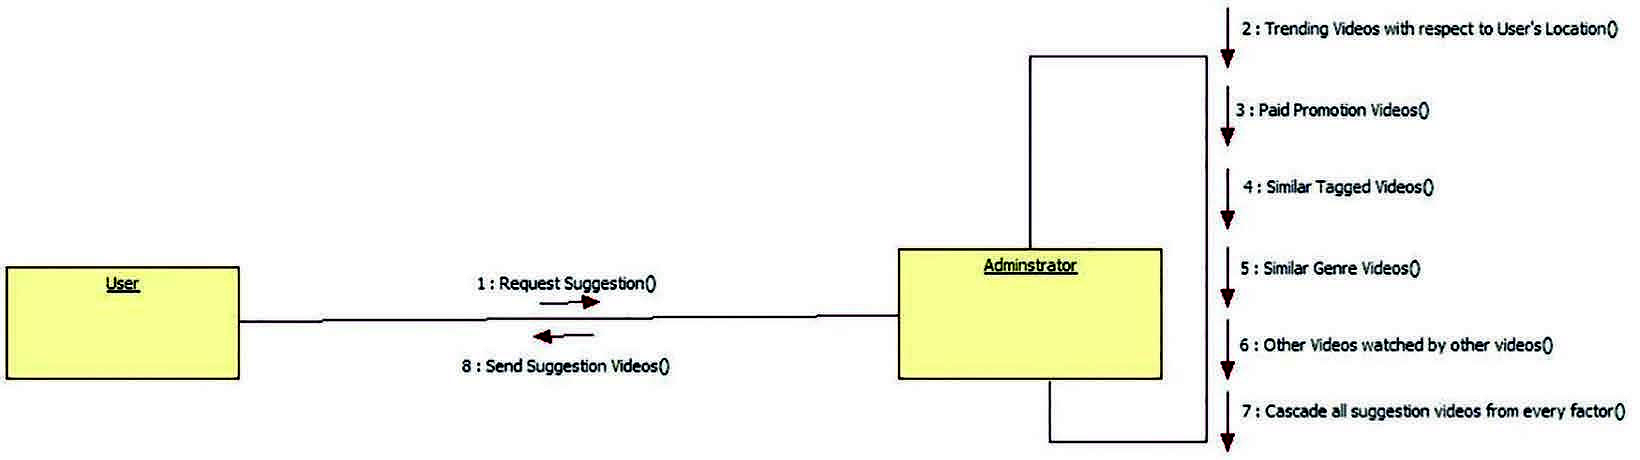 2 : Trending Videos with respect to User's Location()
3 : Paid Promotion Videos()
4 : Similar Tagged Videos()
Adminstrator
User
1 : Request Suggestion()
5 : Similar Genre Videos()
6 : Other Videos watched by other videos()
8 : Send Suggestion Videos()
7 : Cascade all suggestion videos from every factor()